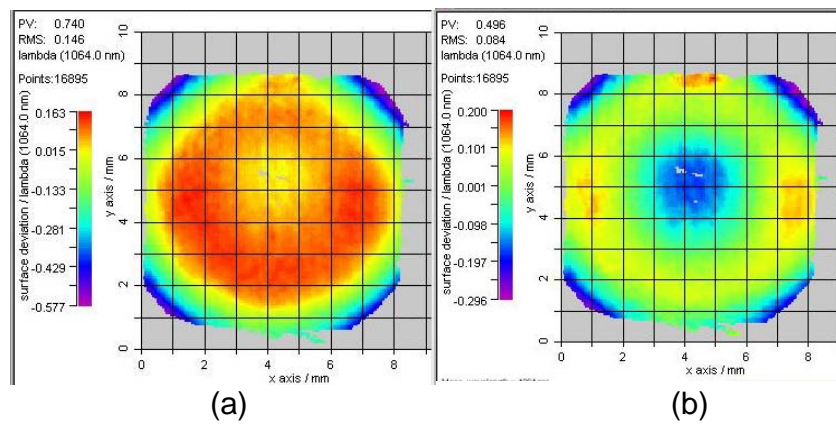 PV: 0.740
RMS: 0.146
lambda (1064.0 nm)
Points:16895
surface deviation / lambda (1064.0 nm)
0.163
0.015
-0.133
-0.281
-0.429
-0.577
y axis / mm
10
8
6
4
2
0
0 2 4 6 8
x axis / mm
(a)
PV: 0.496
RMS: 0.084
lambda (1064.0 nm)
Points:16895
surface deviation / lambda (1064.0 nm)
0.200
0.101
0.001
-0.098
-0.197
-0.296
y axis / mm
10
8
6
4
2
0
0 2 4 6 8
x axis / mm
(b)